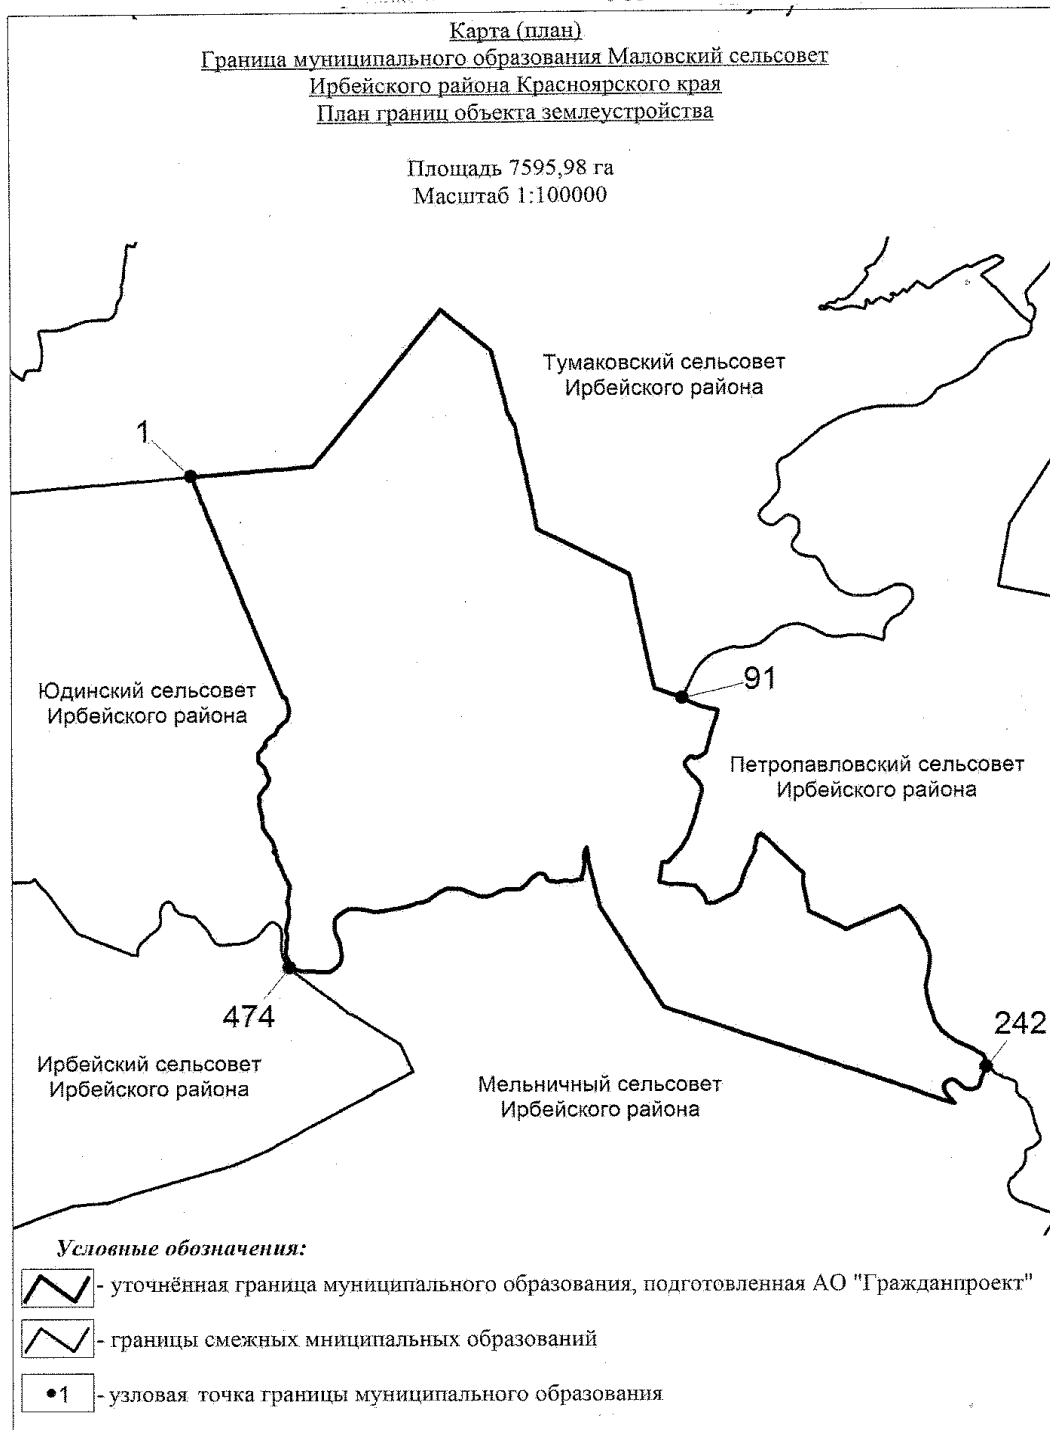 Карта (план)
Граница муниципального образования Маловский сельсовет
Ирбейского района Красноярского края
План границ объекта землеустройства
Площадь 7595,98 га
Масштаб 1:100000
Тумаковский сельсовет
Ирбейского района
1
Юдинский сельсовет
Ирбейского района
91
Петропавловский сельсовет
Ирбейского района
474
242
Ирбейский сельсовет
Ирбейского района
Мельничный сельсовет
Ирбейского района
Условные обозначения:
- уточнённая граница муниципального образования, подготовленная АО "Гражданпроект"
- границы смежных мниципальных образований
•1 - узловая точка границы муниципального образования